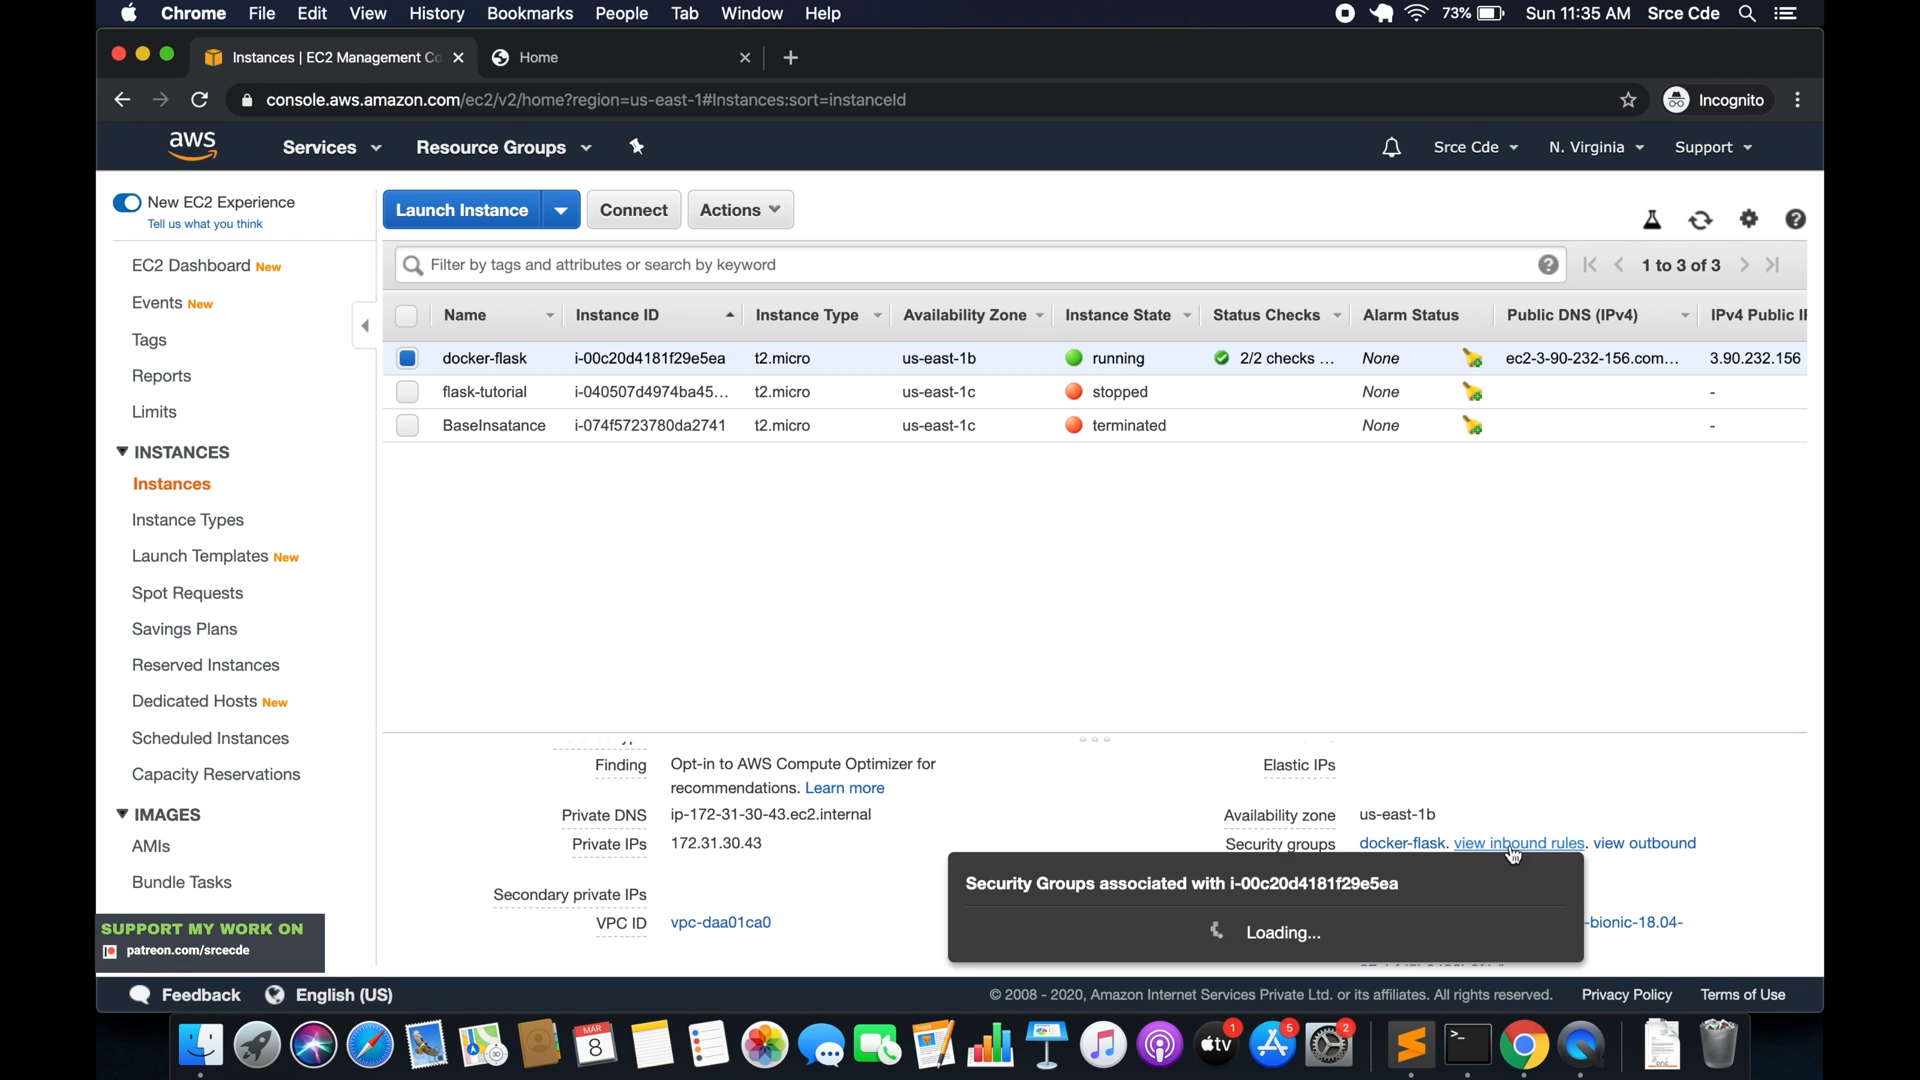 Chrome File Edit View History Bookmarks People Tab Window Help 73% Sun 11:35 AM Srce Cde
Instances | EC2 Management Co Home
console.aws.amazon.com/ec2/v2/home?region=us-east-1#Instances:sort=instanceId Incognito
aws Services Resource Groups Srce Cde N. Virginia Support
New EC2 Experience
Tell us what you think
Launch Instance Connect Actions
EC2 Dashboard New
Events New
Tags
Reports
Limits
INSTANCES
Instances
Instance Types
Launch Templates New
Spot Requests
Savings Plans
Reserved Instances
Dedicated Hosts New
Scheduled Instances
Capacity Reservations
IMAGES
AMIs
Bundle Tasks
SUPPORT MY WORK ON
patreon.com/srcecde
Filter by tags and attributes or search by keyword 1 to 3 of 3
Name Instance ID Instance Type Availability Zone Instance State Status Checks Alarm Status Public DNS (IPv4) IPv4 Public IP
docker-flask i-00c20d4181f29e5ea t2.micro us-east-1b running 2/2 checks ... None ec2-3-90-232-156.com... 3.90.232.156
flask-tutorial i-040507d4974ba45... t2.micro us-east-1c stopped None -
BaseInsatance i-074f5723780da2741 t2.micro us-east-1c terminated None -
Finding Opt-in to AWS Compute Optimizer for
recommendations. Learn more
Private DNS ip-172-31-30-43.ec2.internal
Private IPs 172.31.30.43
Secondary private IPs
VPC ID vpc-daa01ca0
Elastic IPs
Availability zone us-east-1b
Security groups docker-flask. view inbound rules. view outbound
Security Groups associated with i-00c20d4181f29e5ea
Loading...
-bionic-18.04-
Feedback English (US) © 2008 - 2020, Amazon Internet Services Private Ltd. or its affiliates. All rights reserved. Privacy Policy Terms of Use
MAR
8
tv
1
5
2